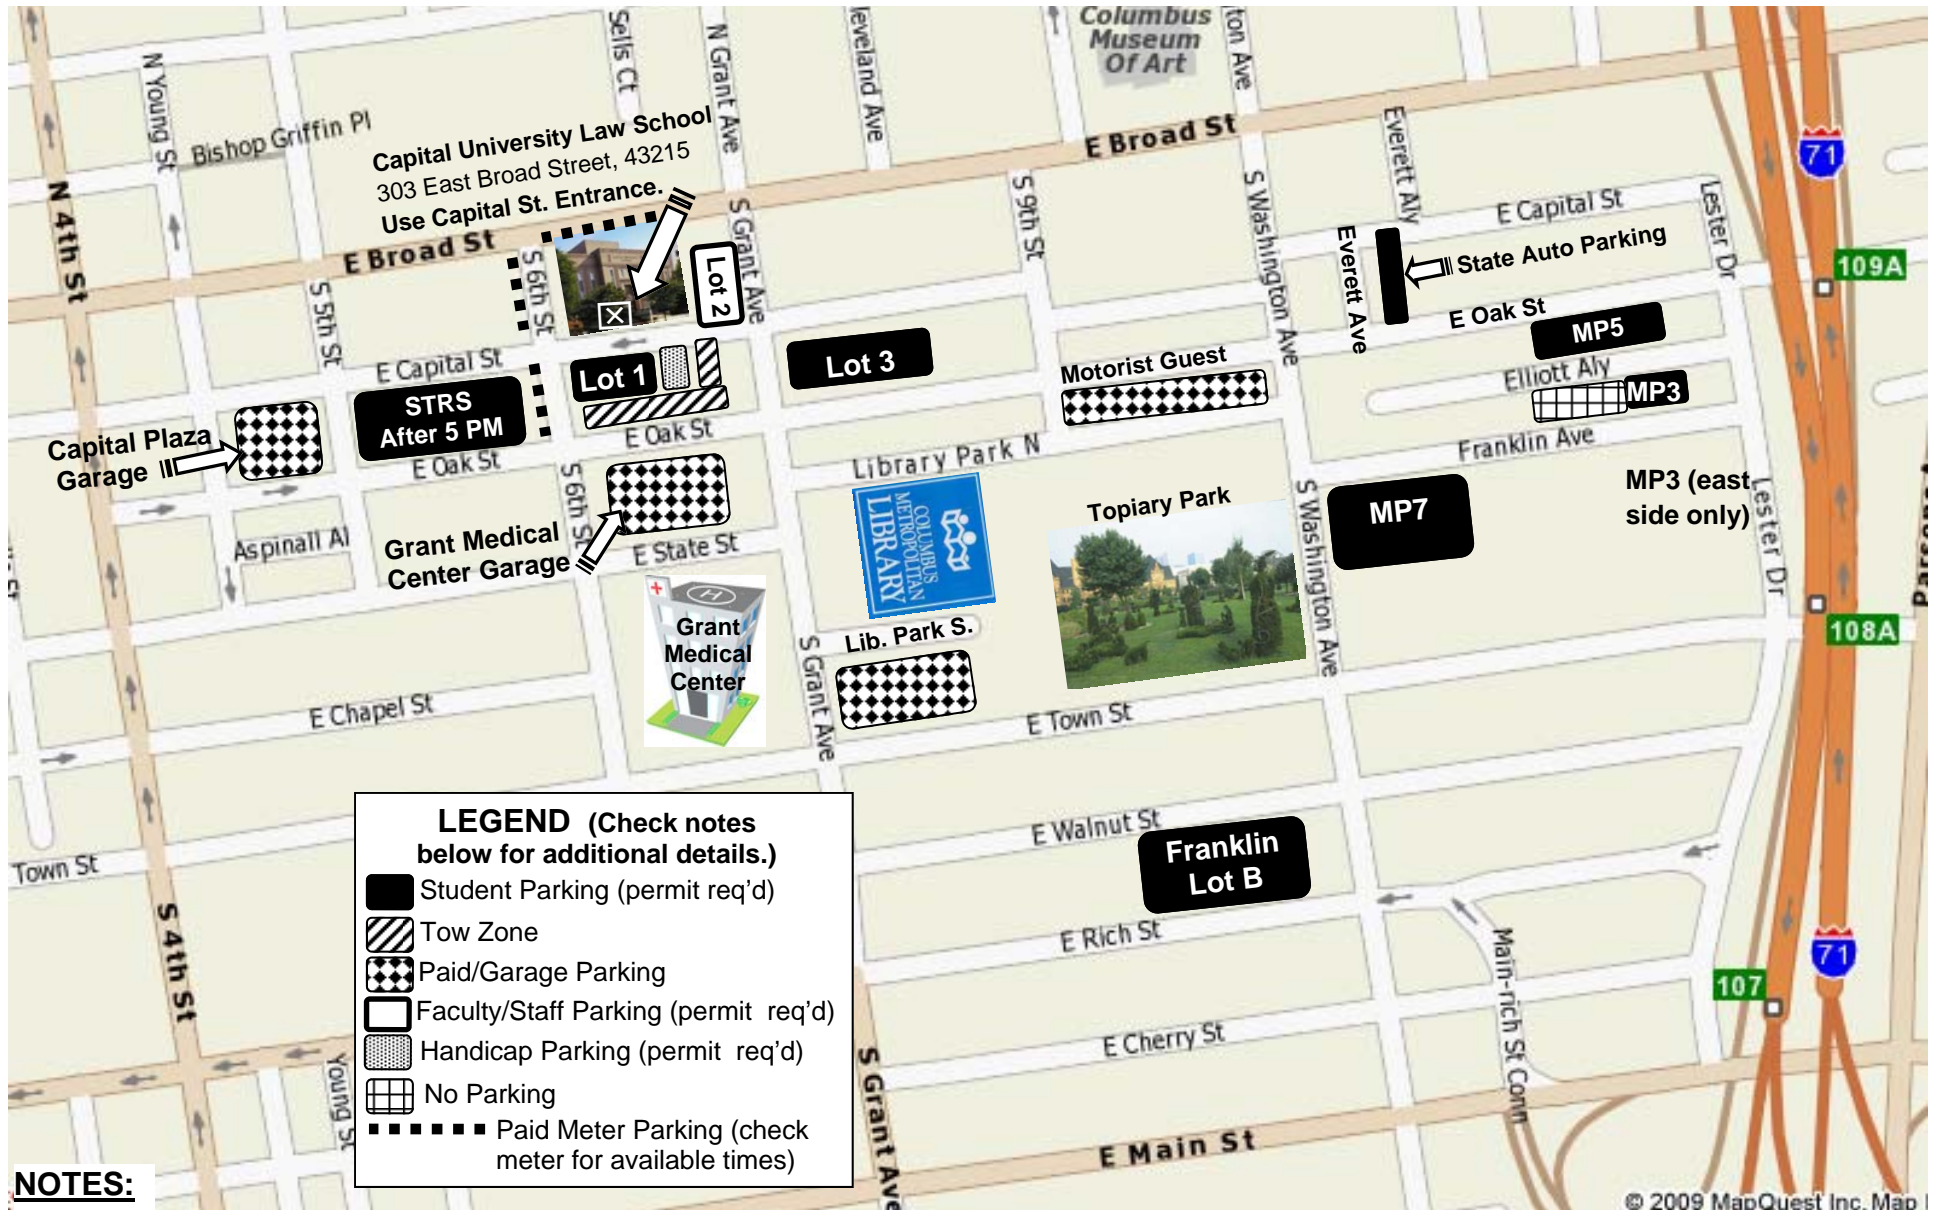 Columbus
Museum
Of Art
Sells Ct
N Grant Ave
leveland Ave
ton Ave
N Young St
Bishop Griffin Pl
Capital University Law School
303 East Broad Street, 43215
Use Capital St. Entrance.
E Broad St
E Broad St
Everett Aly
71
N 4th St
S 5th St
S 6th St
Lot 2
S Grant Ave
S 9th St
S Washington Ave
E Capital St
Lester Dr
Everett Ave
State Auto Parking
109A
E Oak St
MP5
E Capital St
Lot 1
Lot 3
Motorist Guest
Elliott Aly
MP3
STRS
After 5 PM
Capital Plaza
Garage
E Oak St
E Oak St
Library Park N
Franklin Ave
MP3 (east
side only)
Lester Dr
Parsons A
S 6th St
Grant Medical
Center Garage
Aspinall Al
E State St
COLUMBUS
METROPOLITAN
LIBRARY
Topiary Park
S Washington Ave
MP7
H
Grant
Medical
Center
Lib. Park S.
S Grant Ave
108A
E Chapel St
E Town St
Town St
LEGEND (Check notes
below for additional details.)
Student Parking (permit req'd)
Tow Zone
Paid/Garage Parking
Faculty/Staff Parking (permit req'd)
Handicap Parking (permit req'd)
No Parking
Paid Meter Parking (check
meter for available times)
E Walnut St
Franklin
Lot B
E Rich St
Main-rich St Conn
71
107
S 4th St
Young St
E Cherry St
S Grant Ave
E Main St
NOTES:
© 2009 MapQuest Inc. Map